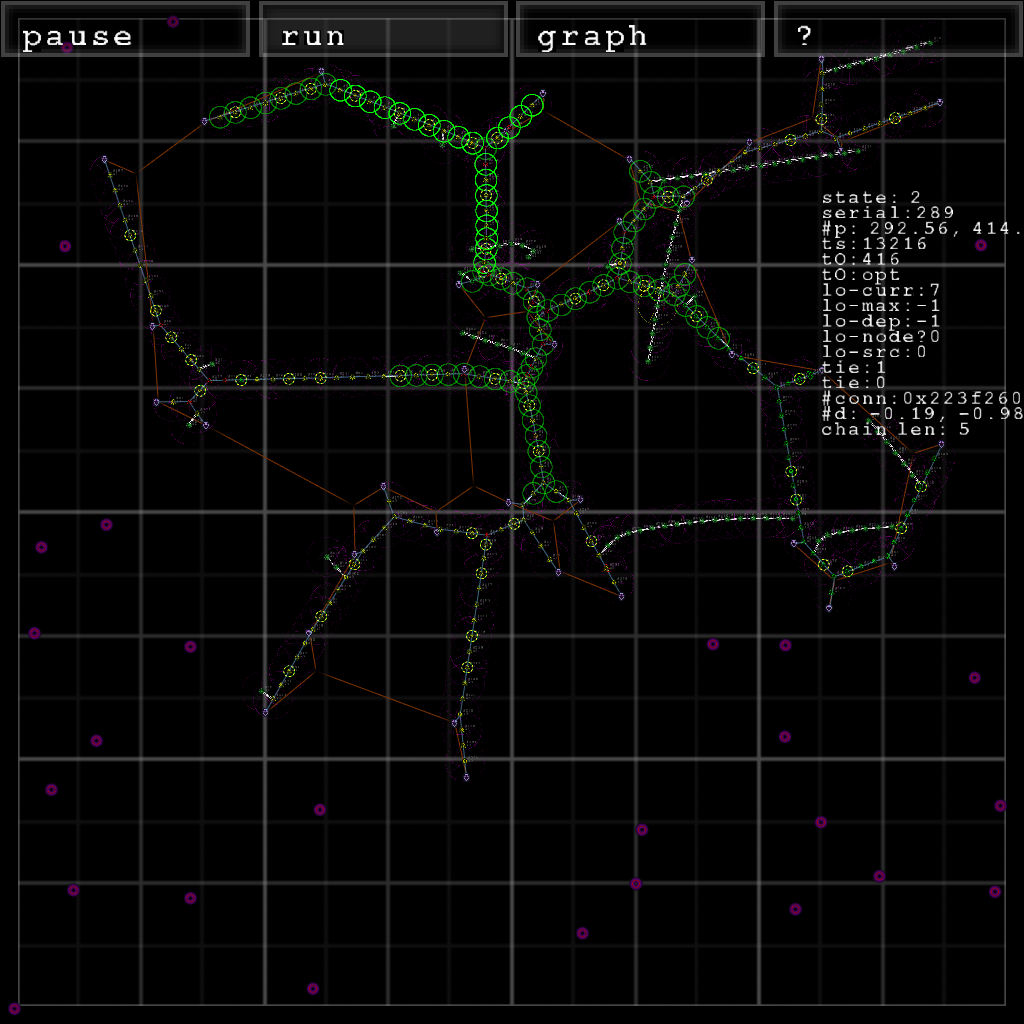 pause
run
graph
?
state: 2
serial:289
#p: 292.56, 414.
ts:13216
tO:416
tO:opt
lo-curr:7
lo-max:-1
lo-dep:-1
lo-node?0
lo-src:0
tie:1
tie:0
#conn:0x223f260
#d: -0.19, -0.98
chain len: 5